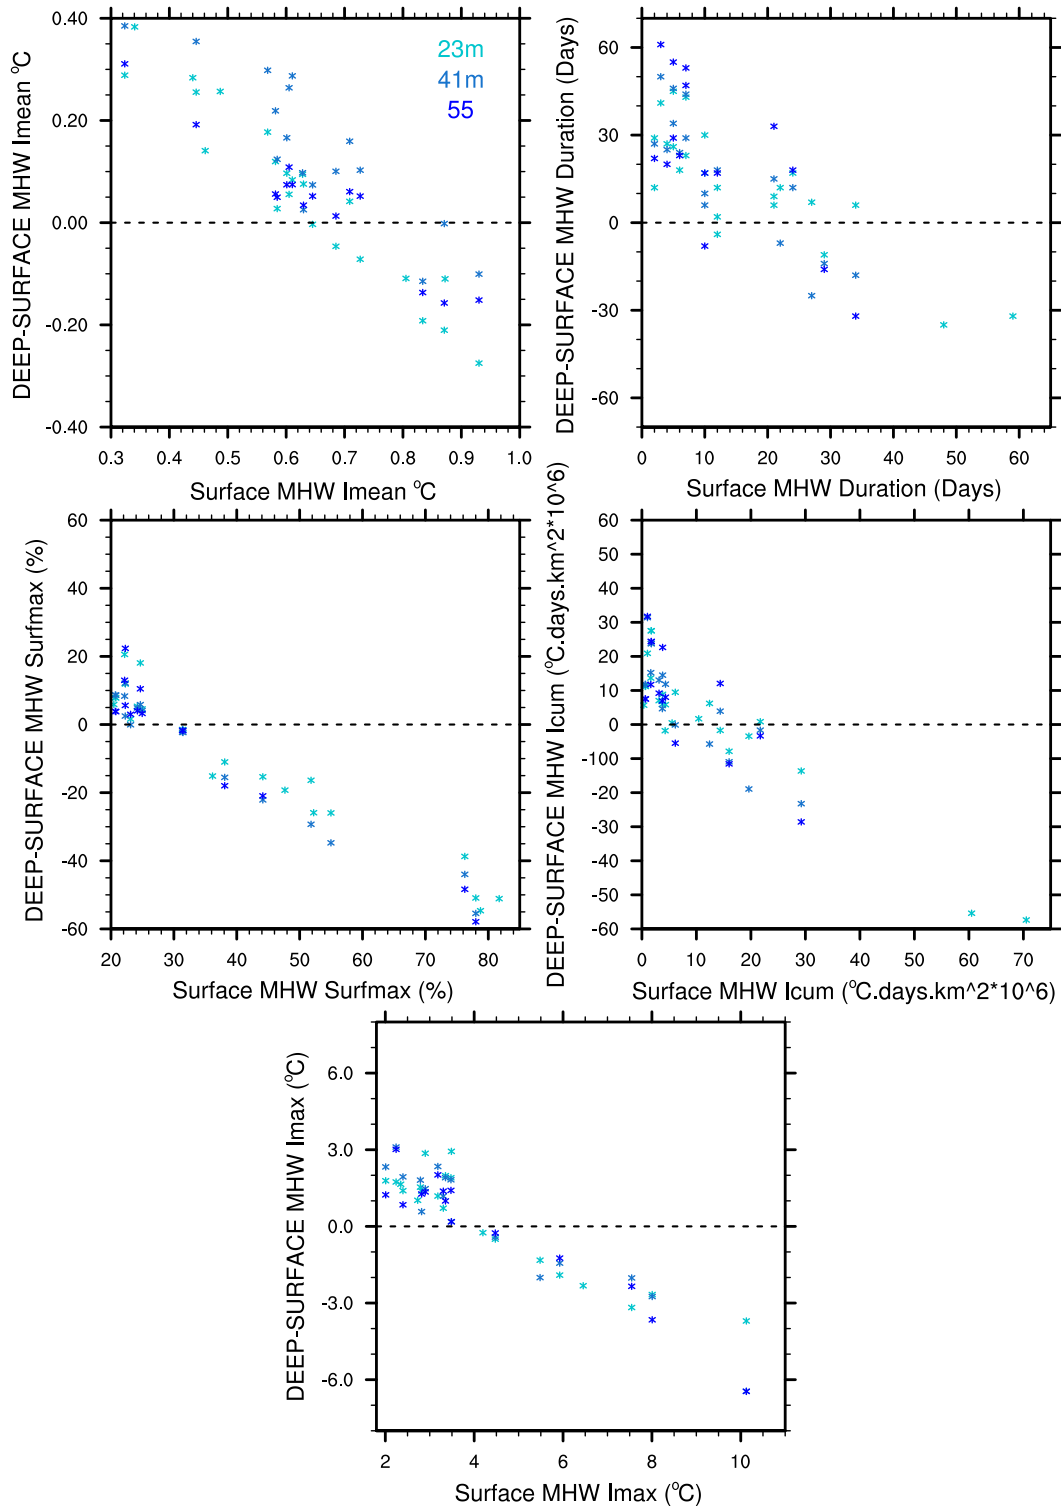 DEEP-SURFACE MHW Imean °C
0.40
0.20
0.00
-0.20
-0.40
23m
41m
55
0.3 0.4 0.5 0.6 0.7 0.8 0.9 1.0
Surface MHW Imean °C
DEEP-SURFACE MHW Duration (Days)
60
30
0
-30
-60
0 10 20 30 40 50 60
Surface MHW Duration (Days)
DEEP-SURFACE MHW Surfmax (%)
60
40
20
0
-20
-40
-60
20 30 40 50 60 70 80
Surface MHW Surfmax (%)
DEEP-SURFACE MHW Icum (°C.days.km^2*10^6)
60
50
30
20
10
0
-100
-20
-30
-50
-60
0 10 20 30 40 50 60 70
Surface MHW Icum (°C.days.km^2*10^6)
DEEP-SURFACE MHW Imax (°C)
6.0
3.0
0.0
-3.0
-6.0
2 4 6 8 10
Surface MHW Imax (°C)